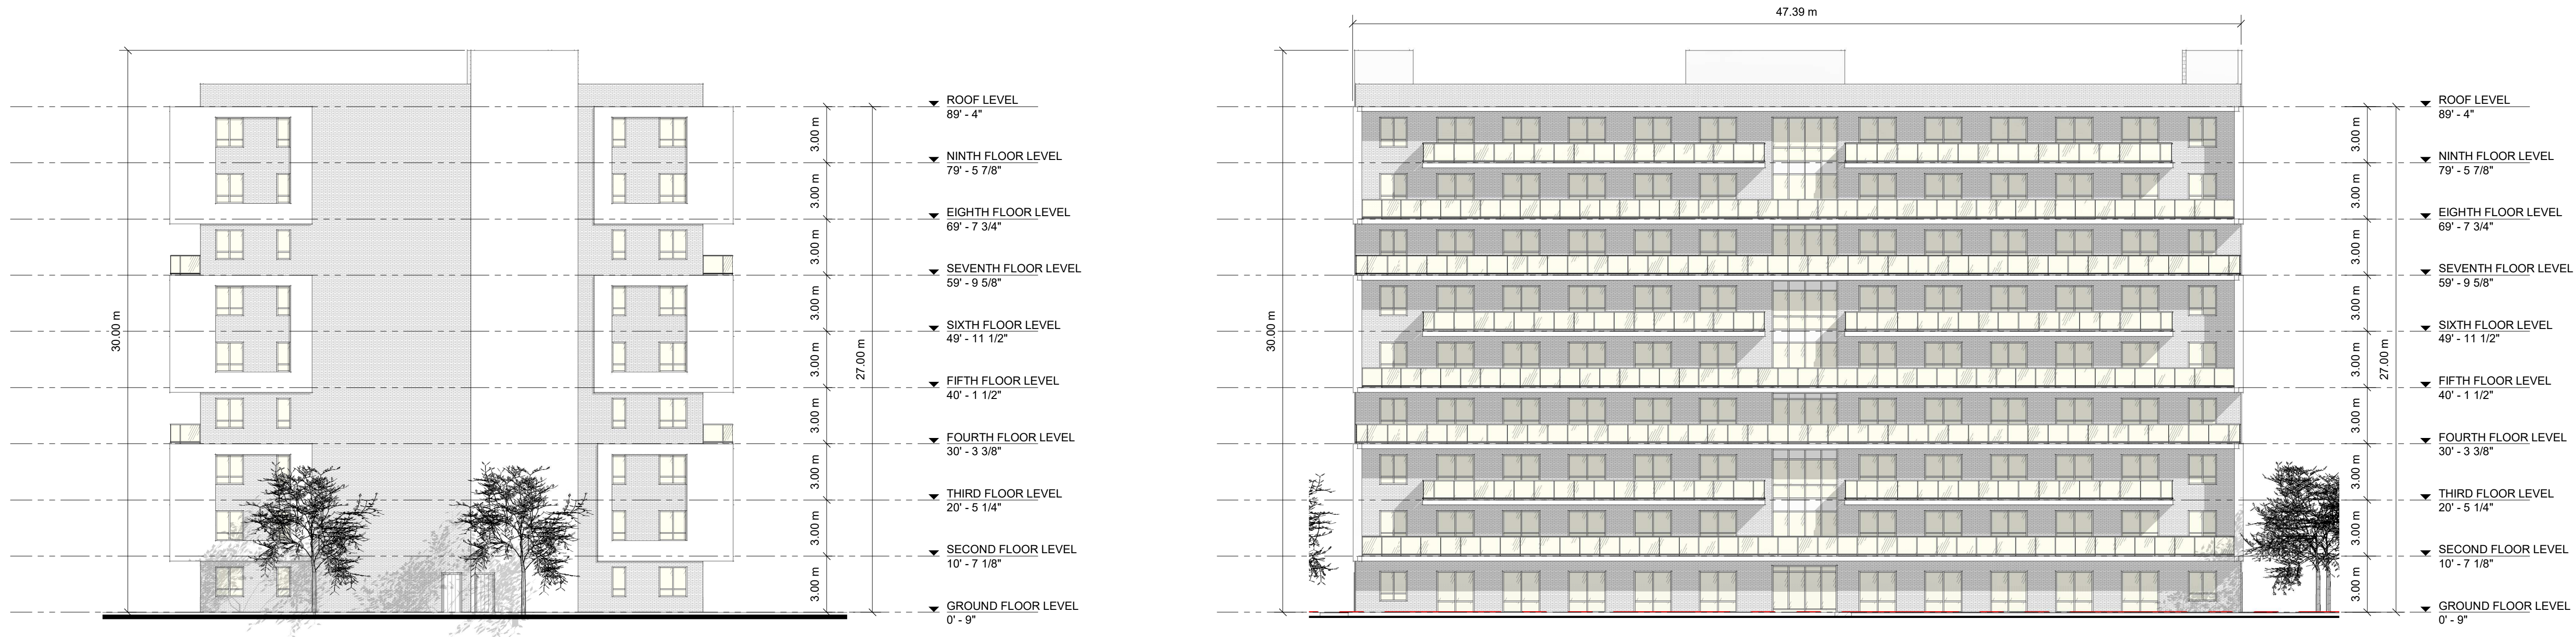 30.00 m
ROOF LEVEL
89' - 4"
3.00 m
NINTH FLOOR LEVEL
79' - 5 7/8"
3.00 m
EIGHTH FLOOR LEVEL
69' - 7 3/4"
3.00 m
SEVENTH FLOOR LEVEL
59' - 9 5/8"
3.00 m
SIXTH FLOOR LEVEL
49' - 11 1/2"
3.00 m
27.00 m
FIFTH FLOOR LEVEL
40' - 1 1/2"
3.00 m
FOURTH FLOOR LEVEL
30' - 3 3/8"
3.00 m
THIRD FLOOR LEVEL
20' - 5 1/4"
3.00 m
SECOND FLOOR LEVEL
10' - 7 1/8"
3.00 m
GROUND FLOOR LEVEL
0' - 9"
47.39 m
30.00 m
ROOF LEVEL
89' - 4"
3.00 m
NINTH FLOOR LEVEL
79' - 5 7/8"
3.00 m
EIGHTH FLOOR LEVEL
69' - 7 3/4"
3.00 m
SEVENTH FLOOR LEVEL
59' - 9 5/8"
3.00 m
SIXTH FLOOR LEVEL
49' - 11 1/2"
3.00 m
27.00 m
FIFTH FLOOR LEVEL
40' - 1 1/2"
3.00 m
FOURTH FLOOR LEVEL
30' - 3 3/8"
3.00 m
THIRD FLOOR LEVEL
20' - 5 1/4"
3.00 m
SECOND FLOOR LEVEL
10' - 7 1/8"
3.00 m
GROUND FLOOR LEVEL
0' - 9"